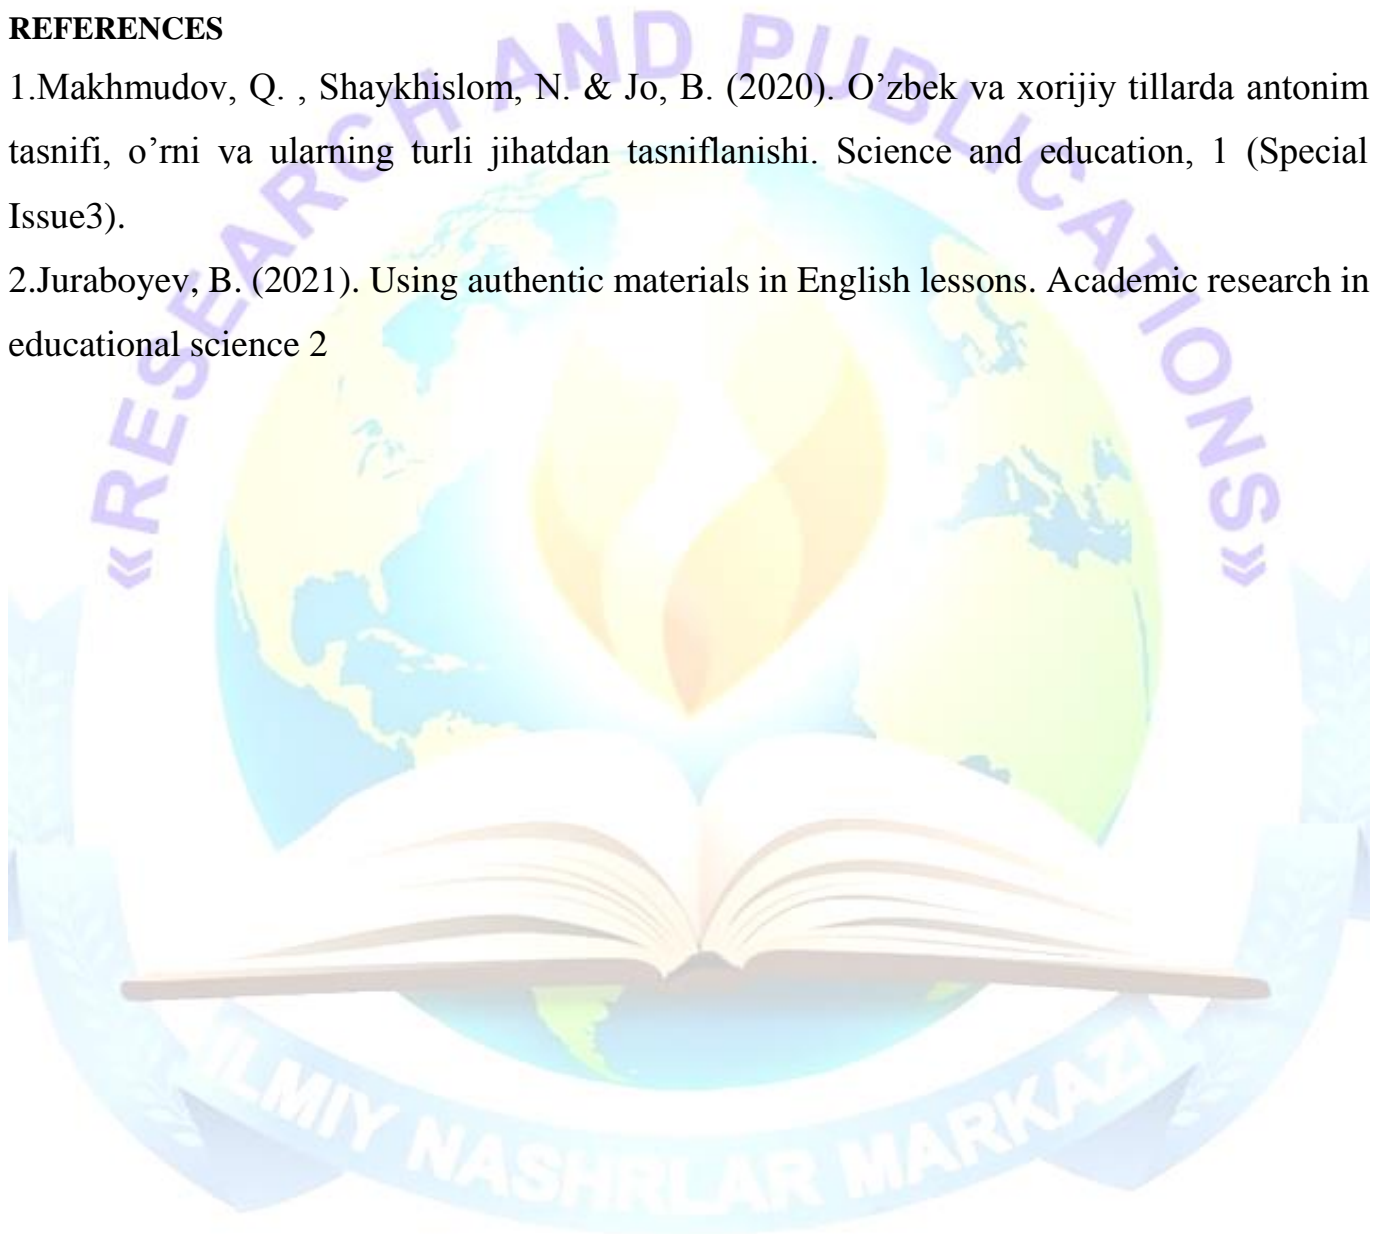 REFERENCES
1.Makhmudov, Q. , Shaykhislom, N. & Jo, B. (2020). O’zbek va xorijiy tillarda antonim
tasnifi, o’rni va ularning turli jihatdan tasniflanishi. Science and education, 1 (Special
Issue3).
2.Juraboyev, B. (2021). Using authentic materials in English lessons. Academic research in
educational science 2
«RESEARCH AND PUBLICATIONS»
ILMIY NASHRLAR MARKAZI